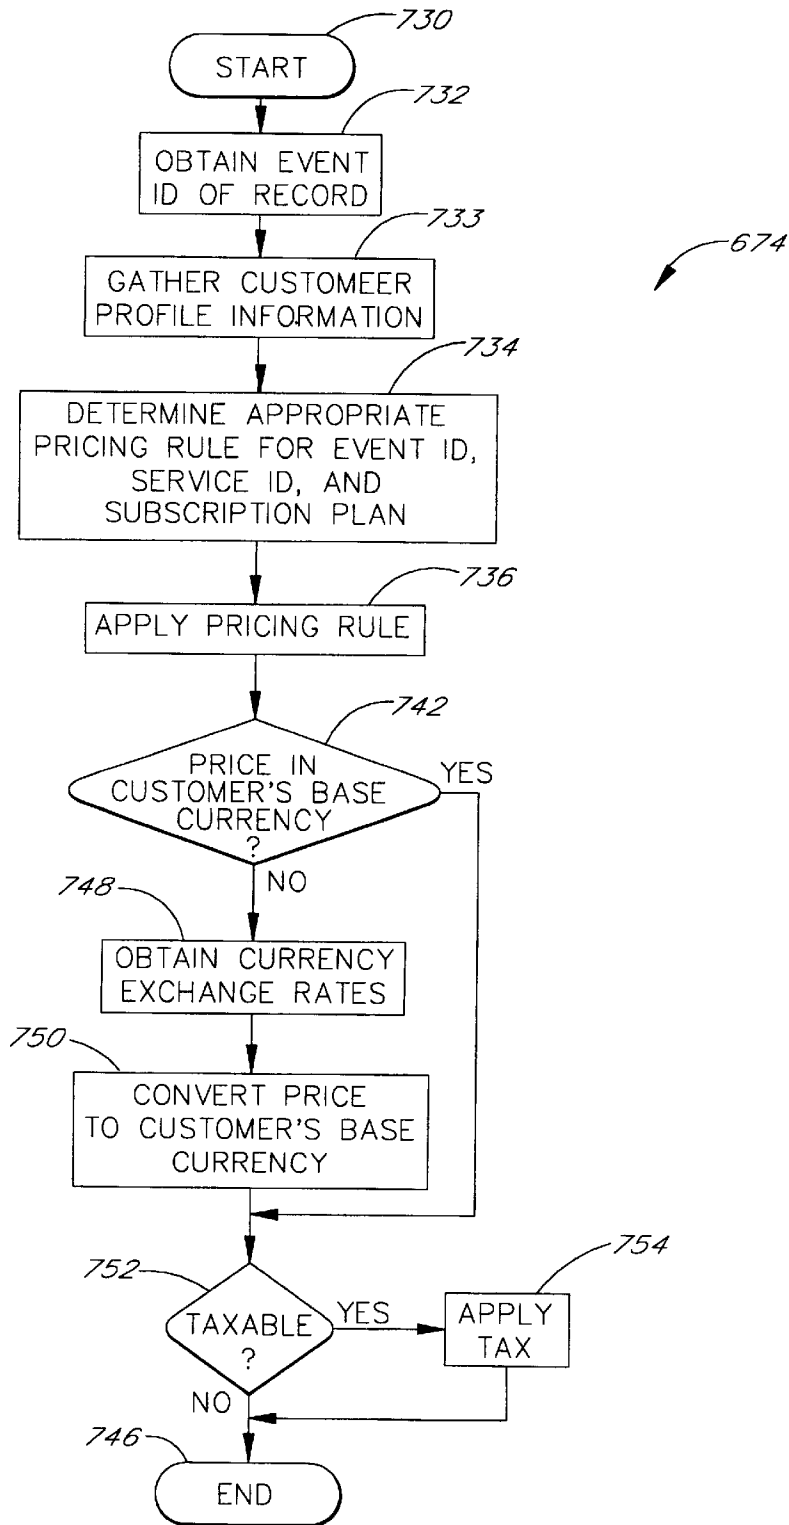 730
START
732
OBTAIN EVENT
ID OF RECORD
733
GATHER CUSTOMEER
PROFILE INFORMATION
674
734
DETERMINE APPROPRIATE
PRICING RULE FOR EVENT ID,
SERVICE ID, AND
SUBSCRIPTION PLAN
736
APPLY PRICING RULE
742
PRICE IN
CUSTOMER'S BASE
CURRENCY
?
YES
NO
748
OBTAIN CURRENCY
EXCHANGE RATES
750
CONVERT PRICE
TO CUSTOMER'S BASE
CURRENCY
752
TAXABLE
?
YES
754
APPLY
TAX
NO
746
END